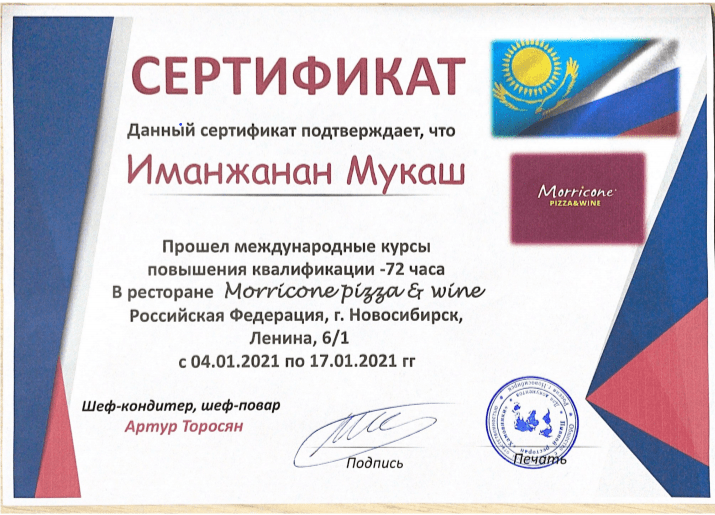 СЕРТИФИКАТ
Данный сертификат подтверждает, что
Иманжанан Мукаш
Morricone
PIZZA&WINE
Прошел международные курсы
повышения квалификации -72 часа
В ресторане Morricone pizza & wine
Российская Федерация, г. Новосибирск,
Ленина, 6/1
с 04.01.2021 по 17.01.2021 гг
Шеф-кондитер, шеф-повар
Артур Торосян
Подпись
Печать